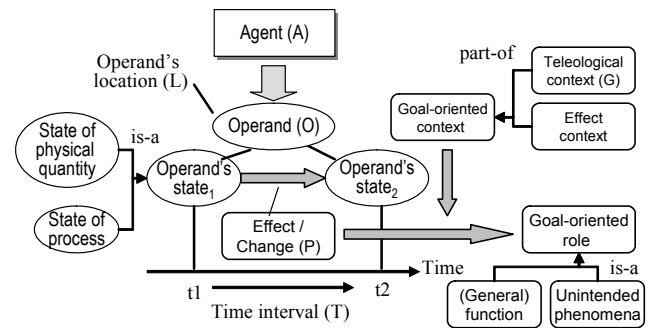 Agent (A)
Operand's
location (L)
part-of
Teleological
context (G)
Goal-oriented
context
Effect
context
Operand (O)
State of
physical
quantity
is-a
Operand's
state1
Operand's
state2
State of
process
Effect /
Change (P)
Goal-oriented
role
Time
t1
t2
Time interval (T)
is-a
(General)
function
Unintended
phenomena